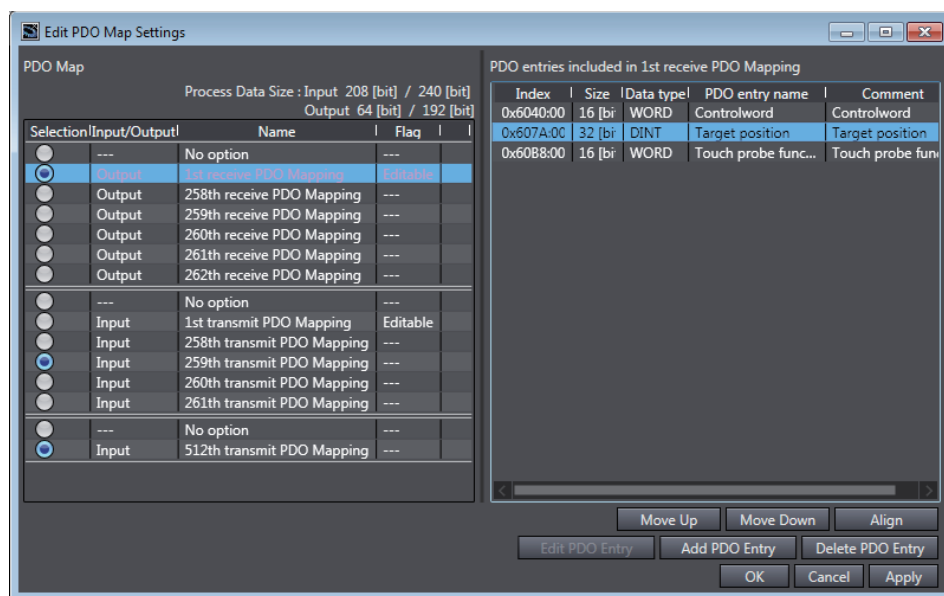 Edit PDO Map Settings
PDO Map
Process Data Size : Input 208 [bit] / 240 [bit]
Output 64 [bit] / 192 [bit]
Selection Input/Output Name Flag
--- No option ---
Output 1st receive PDO Mapping Editable
Output 258th receive PDO Mapping ---
Output 259th receive PDO Mapping ---
Output 260th receive PDO Mapping ---
Output 261th receive PDO Mapping ---
Output 262th receive PDO Mapping ---
--- No option ---
Input 1st transmit PDO Mapping Editable
Input 258th transmit PDO Mapping ---
Input 259th transmit PDO Mapping ---
Input 260th transmit PDO Mapping ---
Input 261th transmit PDO Mapping ---
--- No option ---
Input 512th transmit PDO Mapping ---
PDO entries included in 1st receive PDO Mapping
Index Size Data type PDO entry name Comment
0x6040:00 16 [bi WORD Controlword Controlword
0x607A:00 32 [bi DINT Target position Target position
0x60B8:00 16 [bi WORD Touch probe func... Touch probe fun
Move Up Move Down Align
Edit PDO Entry Add PDO Entry Delete PDO Entry
OK Cancel Apply